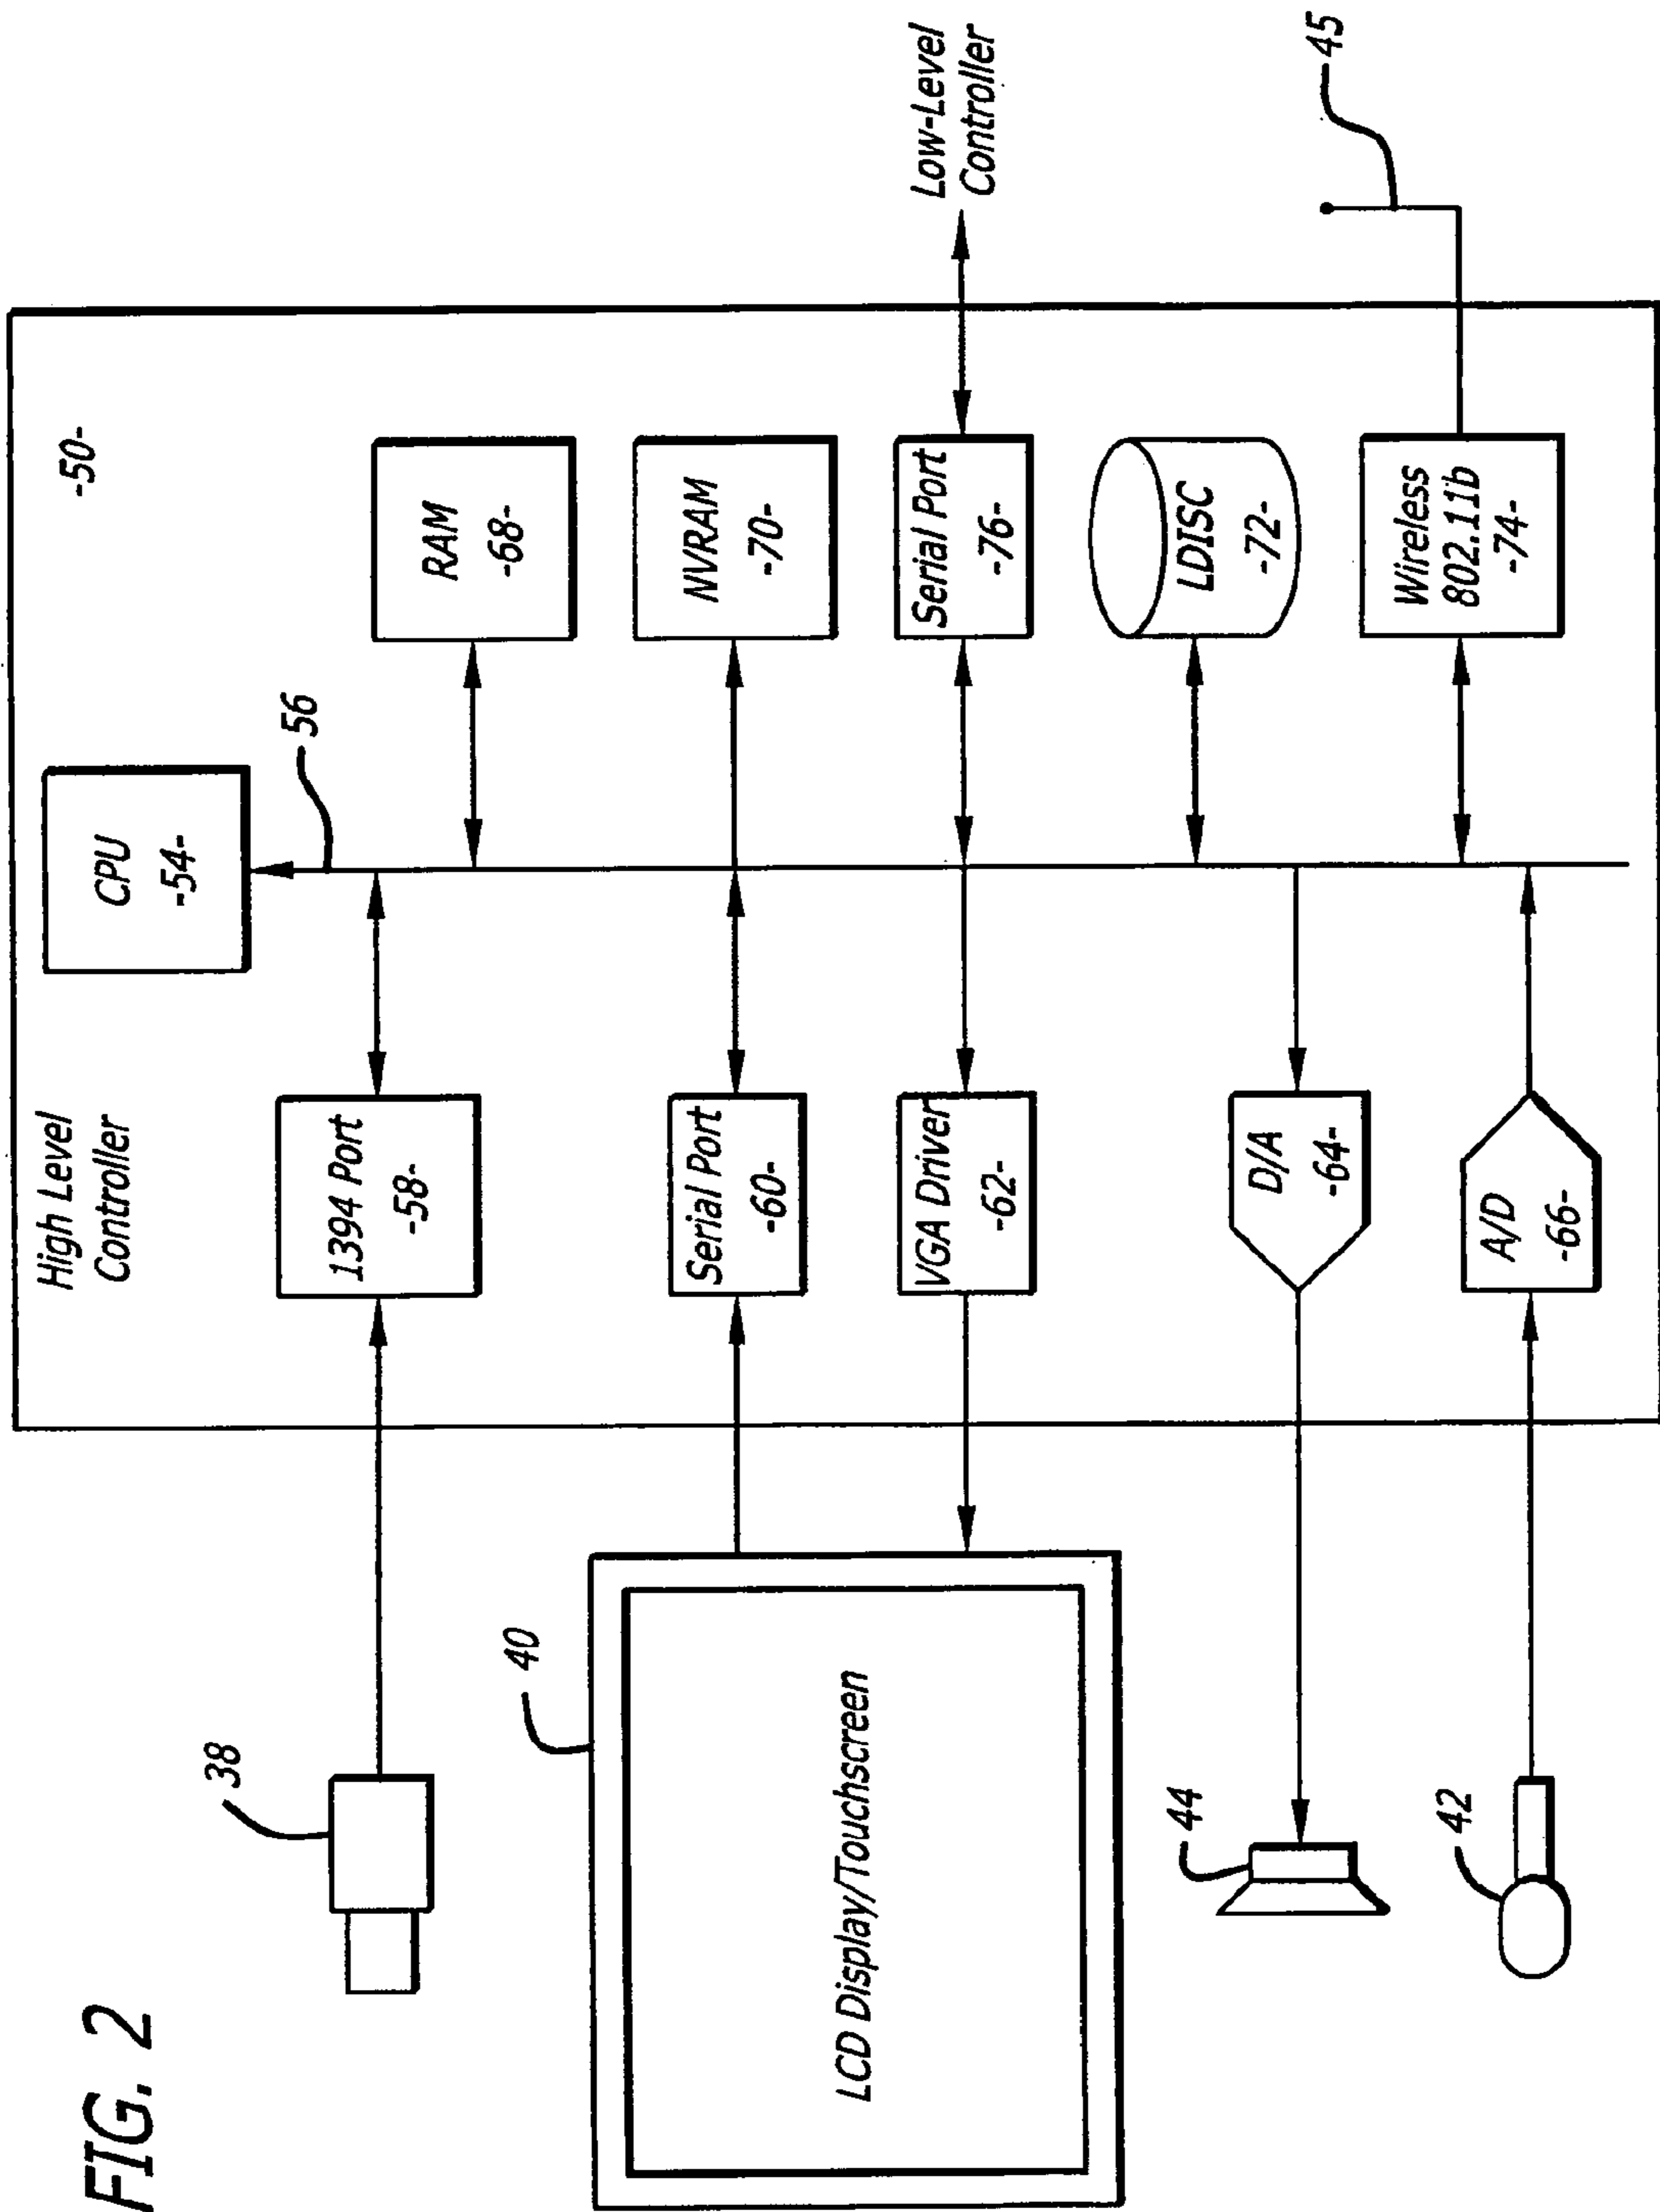 FIG. 2
High Level
Controller
-50-
CPU
-54-
56
38
1394 Port
-58-
RAM
-68-
40
LCD Display/Touchscreen
Serial Port
-60-
NVRAM
-70-
VGA Driver
-62-
Serial Port
-76-
Low-Level
Controller
LDISC
-72-
44
D/A
-64-
Wireless
802.11b
-74-
45
42
A/D
-66-